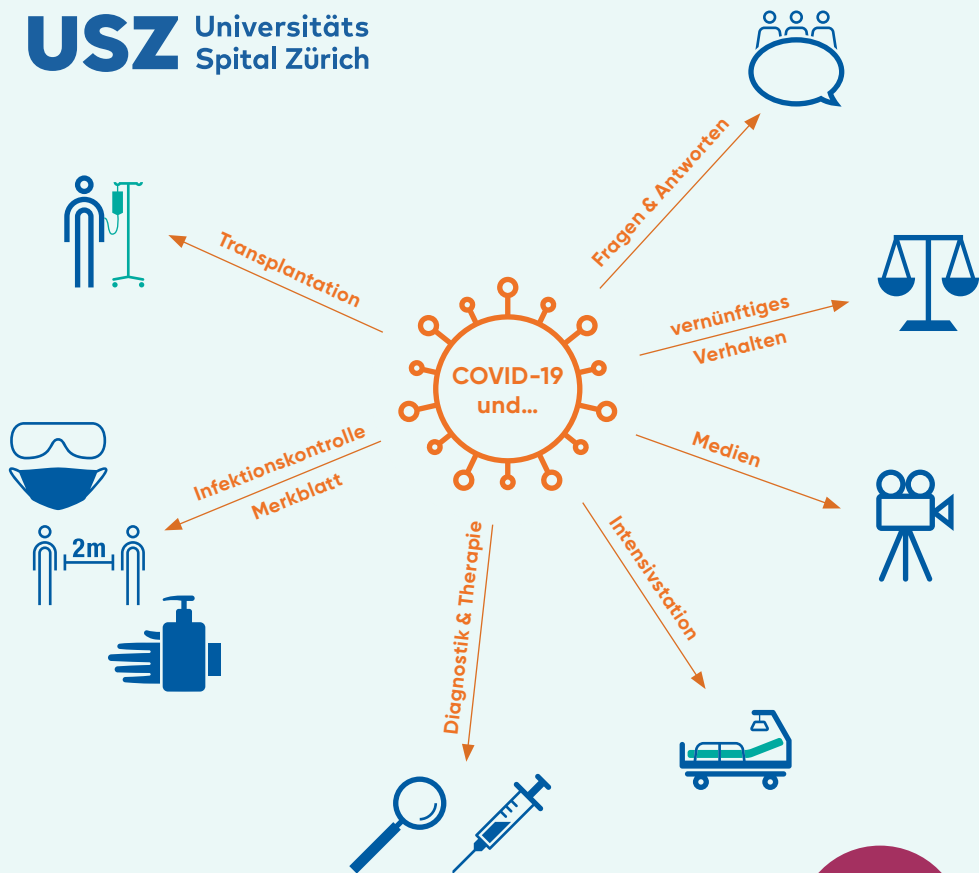 USZ Universitäts
Spital Zürich
Fragen & Antworten
Transplantation
vernünftiges
Verhalten
COVID-19
und...
Medien
Infektionskontrolle
Merkblatt
2m
Intensivstation
Diagnostik & Therapie